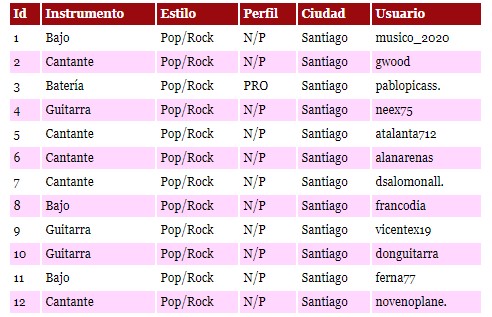 Id Instrumento Estilo Perfil Ciudad Usuario
1 Bajo Pop/Rock N/P Santiago musico_2020
2 Cantante Pop/Rock N/P Santiago gwood
3 Batería Pop/Rock PRO Santiago pablopicass.
4 Guitarra Pop/Rock N/P Santiago neex75
5 Cantante Pop/Rock N/P Santiago atalanta712
6 Cantante Pop/Rock N/P Santiago alanarenas
7 Cantante Pop/Rock N/P Santiago dsalomonall.
8 Bajo Pop/Rock N/P Santiago francodia
9 Guitarra Pop/Rock N/P Santiago vicentex19
10 Guitarra Pop/Rock N/P Santiago donguitarra
11 Bajo Pop/Rock N/P Santiago ferna77
12 Cantante Pop/Rock N/P Santiago novenoplane.